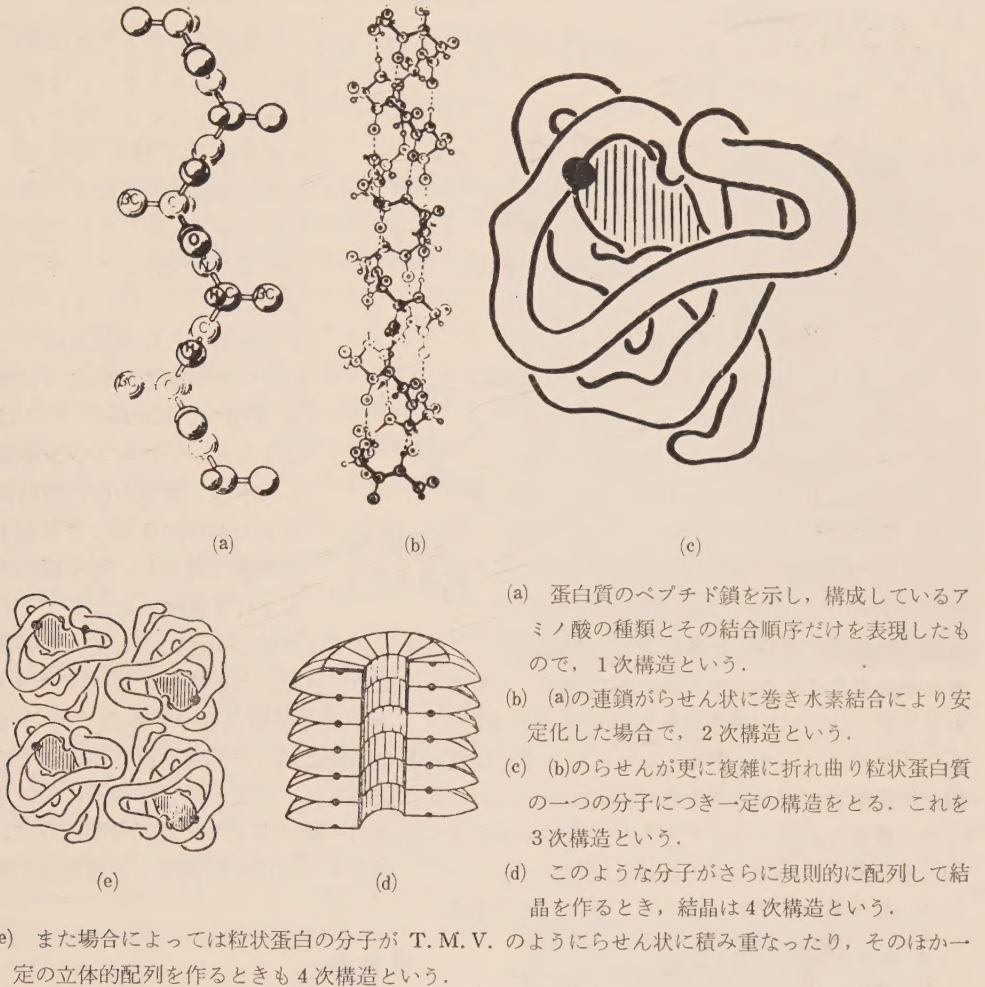 (a)
(b)
(c)
(e)
(d)
(a) 蛋白質のペプチド鎖を示し，構成しているア
ミノ酸の種類とその結合順序だけを表現したも
ので，1次構造という．
(b) (a)の連鎖がらせん状に巻き水素結合により安
定化した場合で，2次構造という．
(c) (b)のらせんが更に複雑に折れ曲り粒状蛋白質
の一つの分子につき一定の構造をとる．これを
3次構造という．
(d) このような分子がさらに規則的に配列して結
晶を作るとき，結晶は4次構造という．
e) また場合によっては粒状蛋白の分子が T.M.V. のようにらせん状に積み重なったり，そのほか一
定の立体的配列を作るときも4次構造という．